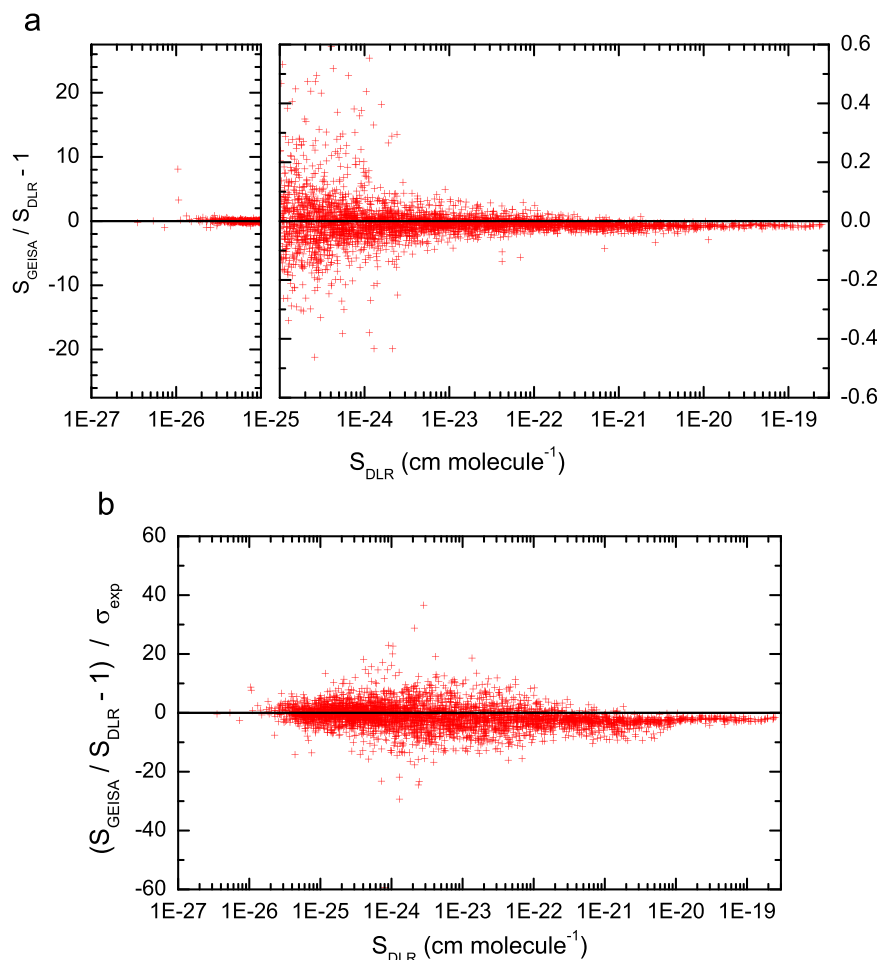 a
20
10
0
-10
-20
0.6
0.4
0.2
0.0
-0.2
-0.4
-0.6
S_GEISA / S_DLR - 1
1E-27 1E-26 1E-25 1E-24 1E-23 1E-22 1E-21 1E-20 1E-19
S_DLR (cm molecule⁻¹)
b
60
40
20
0
-20
-40
-60
(S_GEISA / S_DLR - 1) / σ_exp
1E-27 1E-26 1E-25 1E-24 1E-23 1E-22 1E-21 1E-20 1E-19
S_DLR (cm molecule⁻¹)